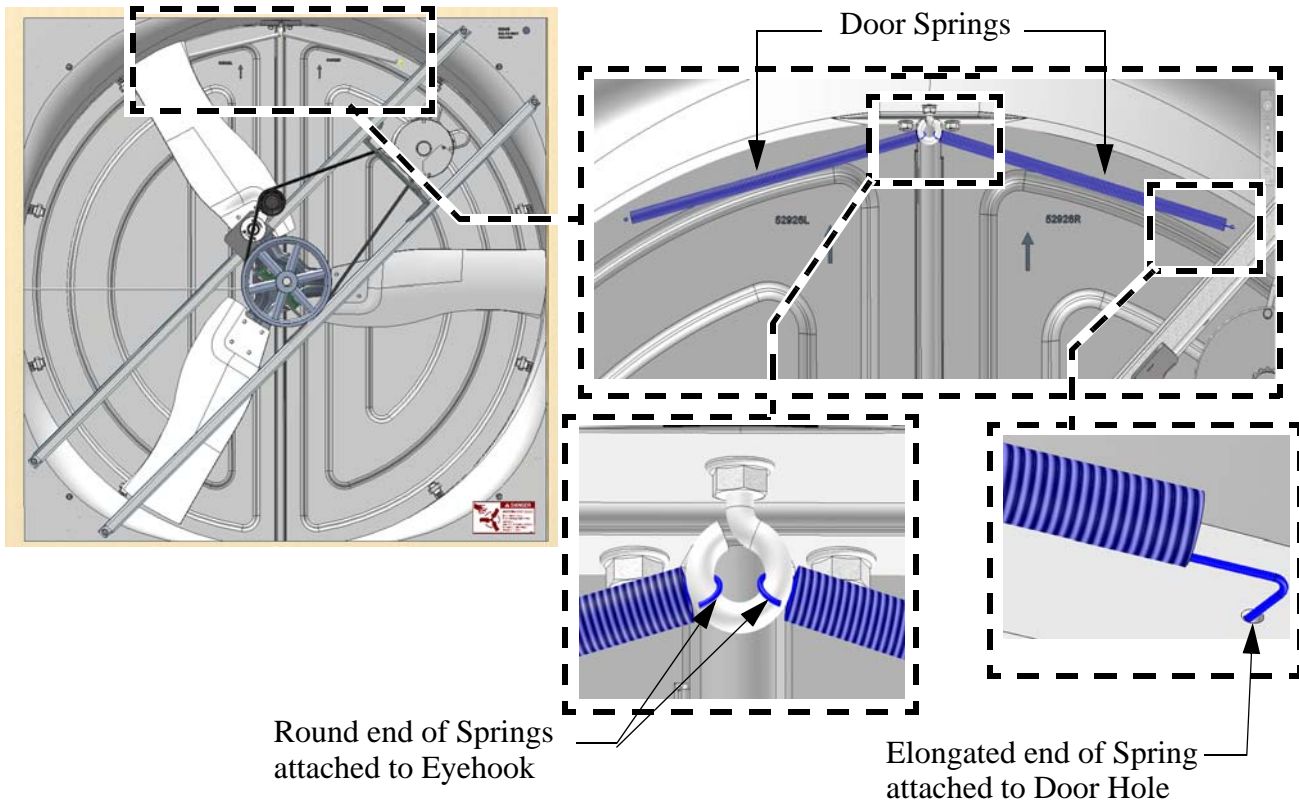 Door Springs
52926L
52926R
DANGER
Round end of Springs
attached to Eyehook
Elongated end of Spring
attached to Door Hole